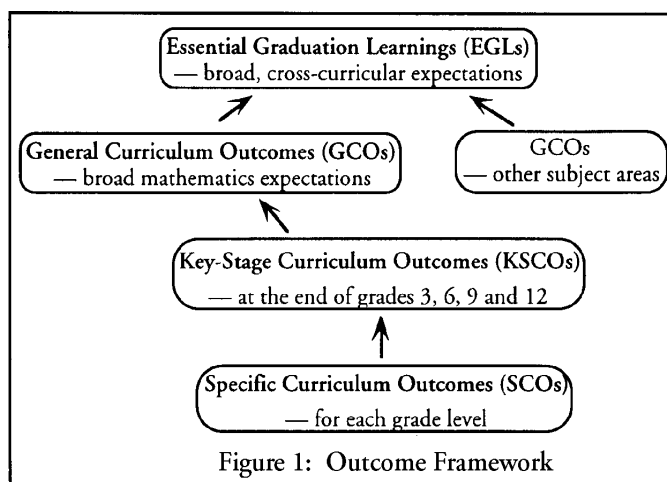 Essential Graduation Learnings (EGLs)
— broad, cross-curricular expectations
General Curriculum Outcomes (GCOs)
— broad mathematics expectations
GCOs
— other subject areas
Key-Stage Curriculum Outcomes (KSCOs)
— at the end of grades 3, 6, 9 and 12
Specific Curriculum Outcomes (SCOs)
— for each grade level
Figure 1: Outcome Framework